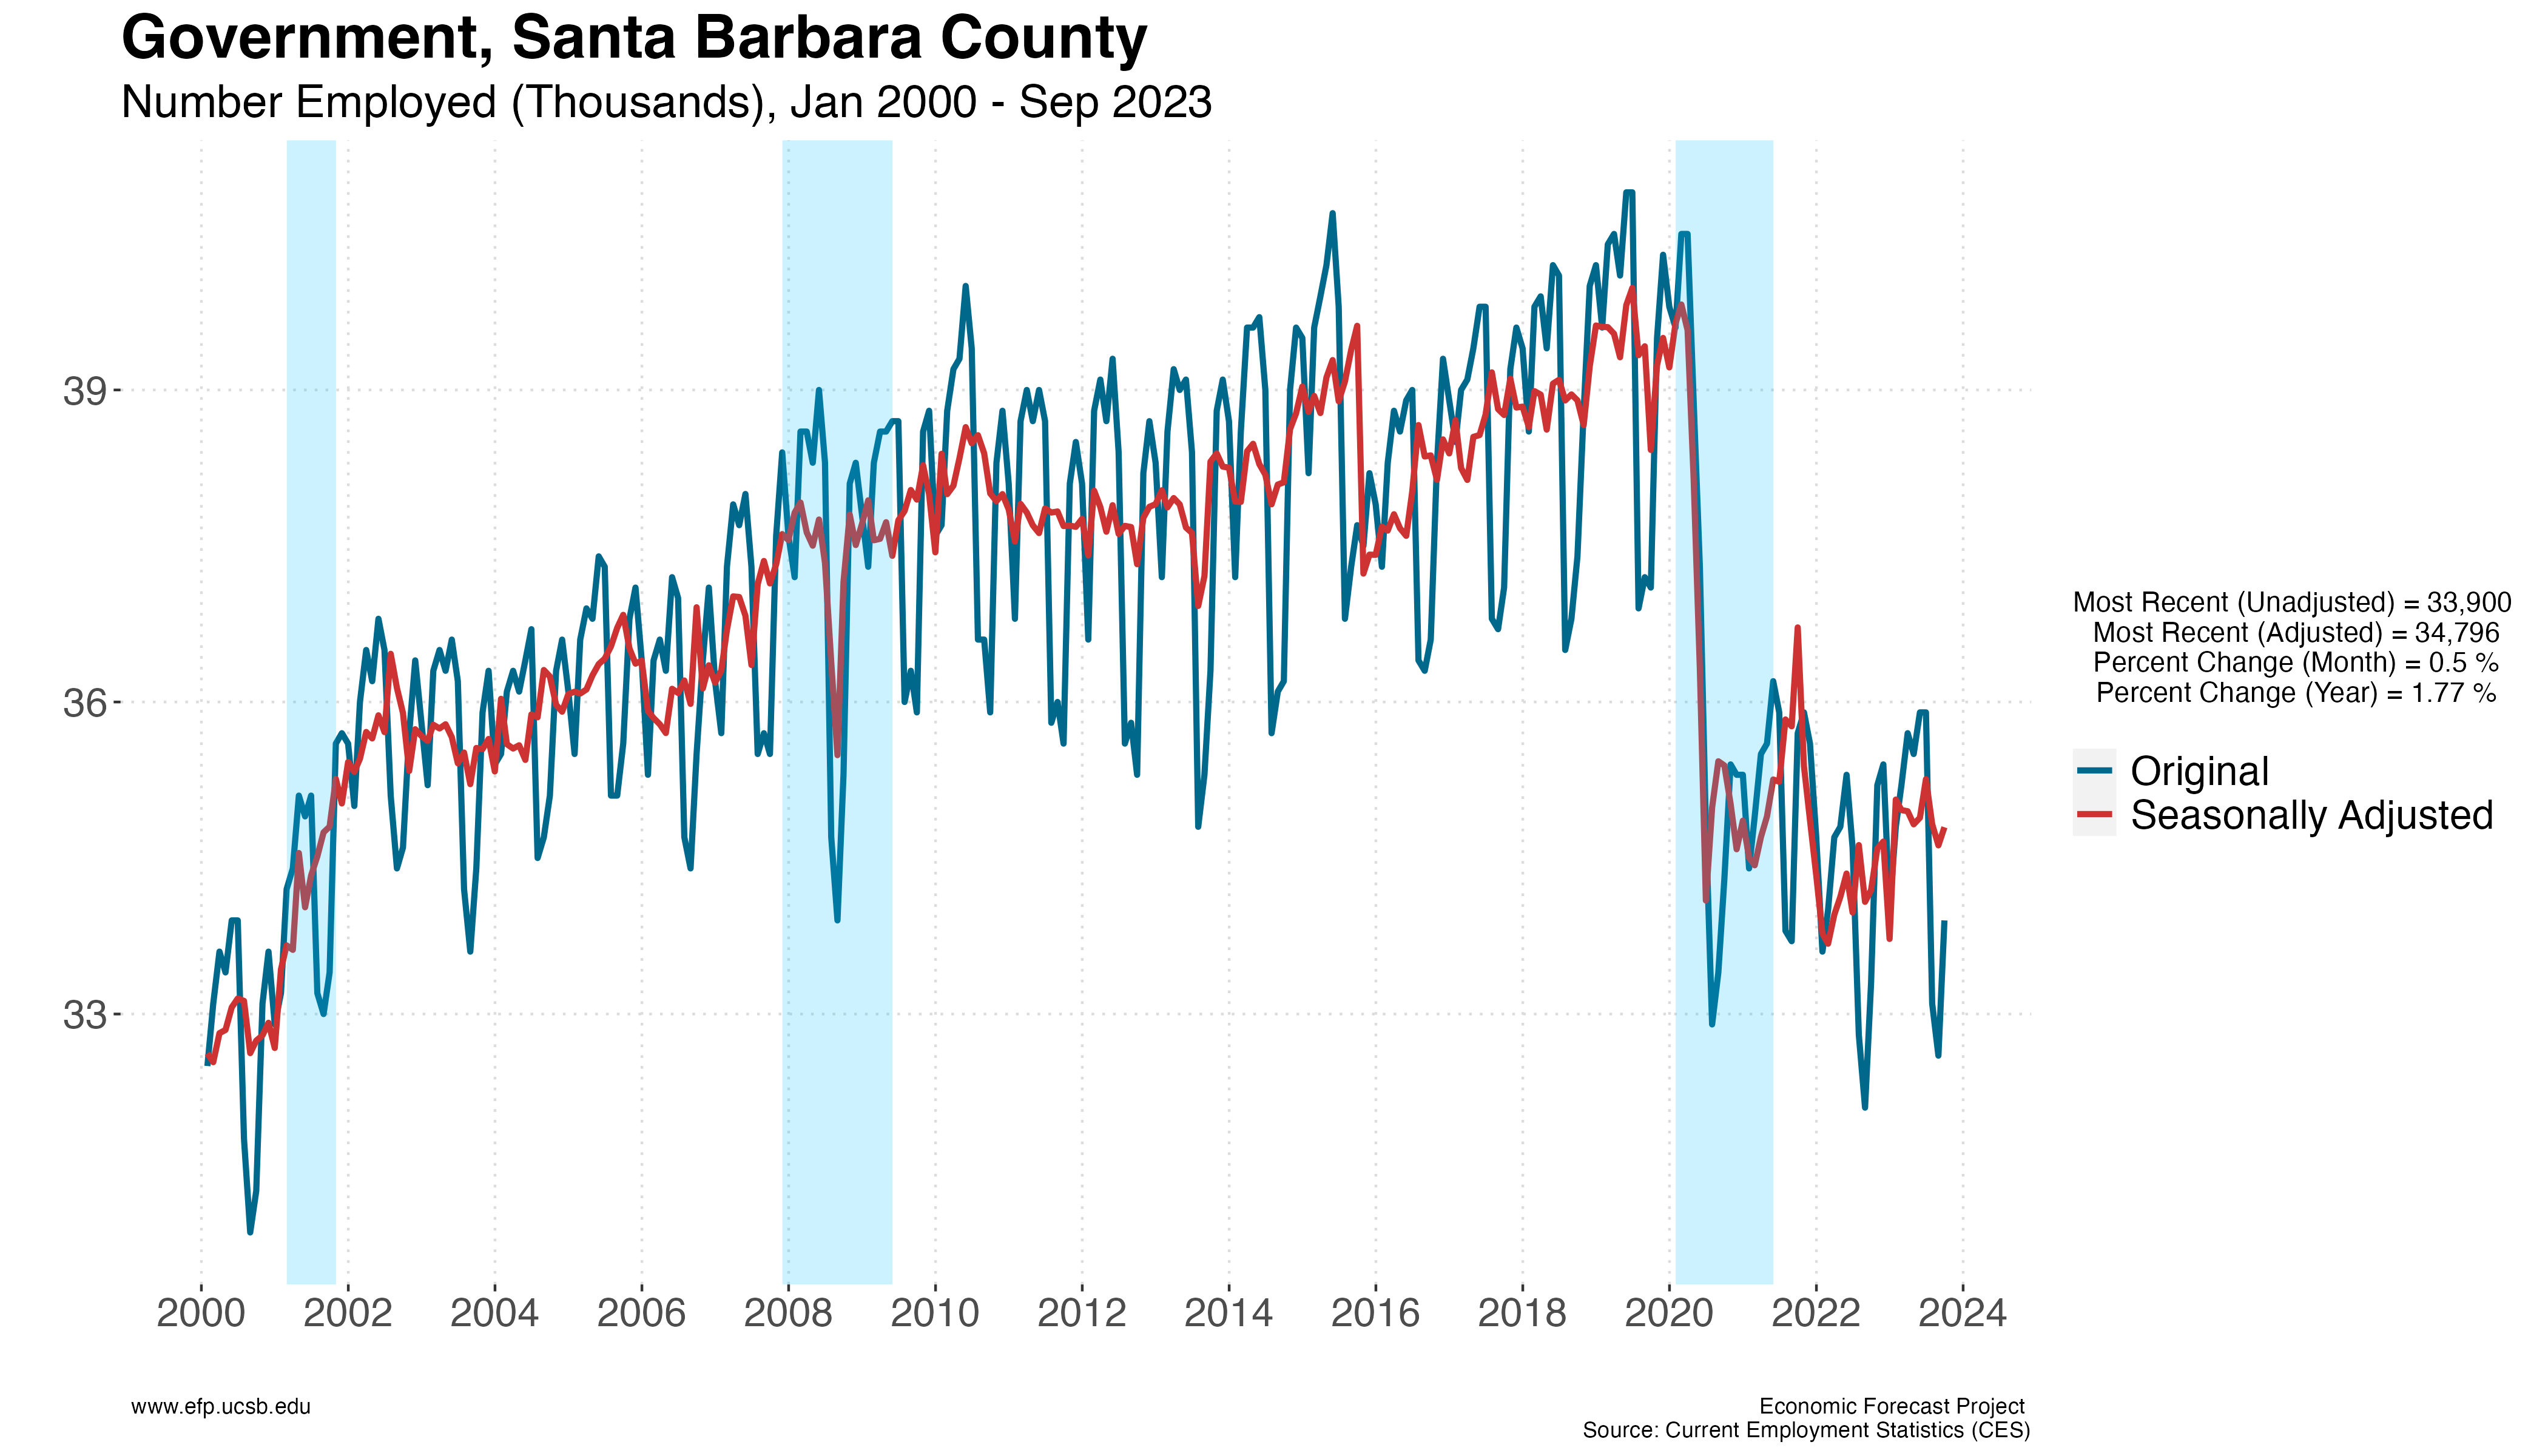 Government, Santa Barbara County
Number Employed (Thousands), Jan 2000 - Sep 2023
39
36
33
2000 2002 2004 2006 2008 2010 2012 2014 2016 2018 2020 2022 2024
Most Recent (Unadjusted) = 33,900
Most Recent (Adjusted) = 34,796
Percent Change (Month) = 0.5 %
Percent Change (Year) = 1.77 %
Original
Seasonally Adjusted
www.efp.ucsb.edu
Economic Forecast Project
Source: Current Employment Statistics (CES)